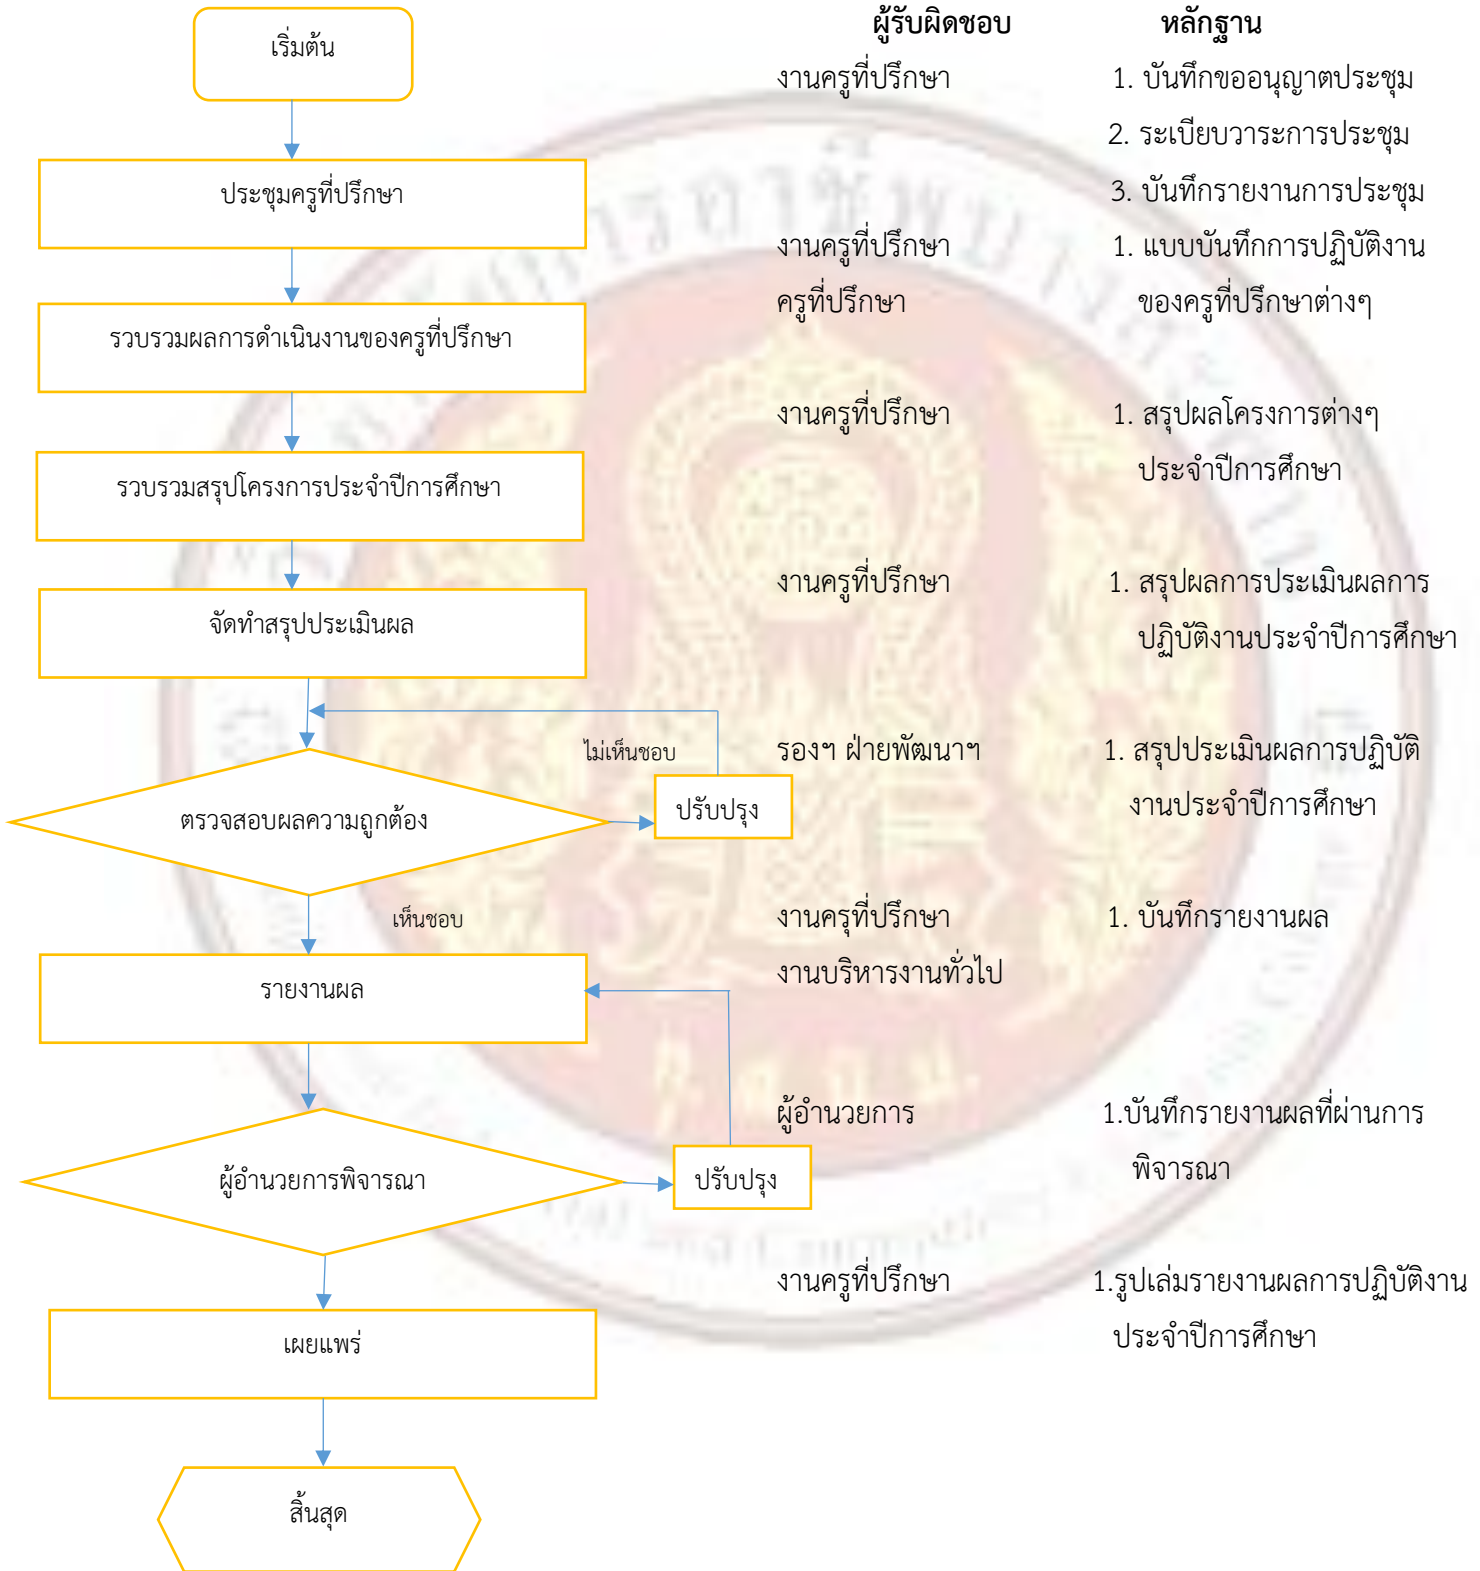 ผู้รับผิดชอบ หลักฐาน
เริ่มต้น
งานครูที่ปรึกษา 1. บันทึกขออนุญาตประชุม
2. ระเบียบวาระการประชุม
ประชุมครูที่ปรึกษา 3. บันทึกรายงานการประชุม
งานครูที่ปรึกษา 1. แบบบันทึกการปฏิบัติงาน
ครูที่ปรึกษา ของครูที่ปรึกษาต่างๆ
รวบรวมผลการดำเนินงานของครูที่ปรึกษา
งานครูที่ปรึกษา 1. สรุปผลโครงการต่างๆ
ประจำปีการศึกษา
รวบรวมสรุปโครงการประจำปีการศึกษา
งานครูที่ปรึกษา 1. สรุปผลการประเมินผลการ
จัดทำสรุปประเมินผล ปฏิบัติงานประจำปีการศึกษา
ไม่เห็นชอบ รองฯ ฝ่ายพัฒนาฯ 1. สรุปประเมินผลการปฏิบัติ
งานประจำปีการศึกษา
ตรวจสอบผลความถูกต้อง ปรับปรุง
เห็นชอบ งานครุที่ปรึกษา 1. บันทึกรายงานผล
งานบริหารงานทั่วไป
รายงานผล
ผู้อำนวยการ 1.บันทึกรายงานผลที่ผ่านการ
พิจารณา
ผู้อำนวยการพิจารณา ปรับปรุง
งานครูที่ปรึกษา 1.รูปเล่มรายงานผลการปฏิบัติงาน
เผยแพร่ ประจำปีการศึกษา
สิ้นสุด